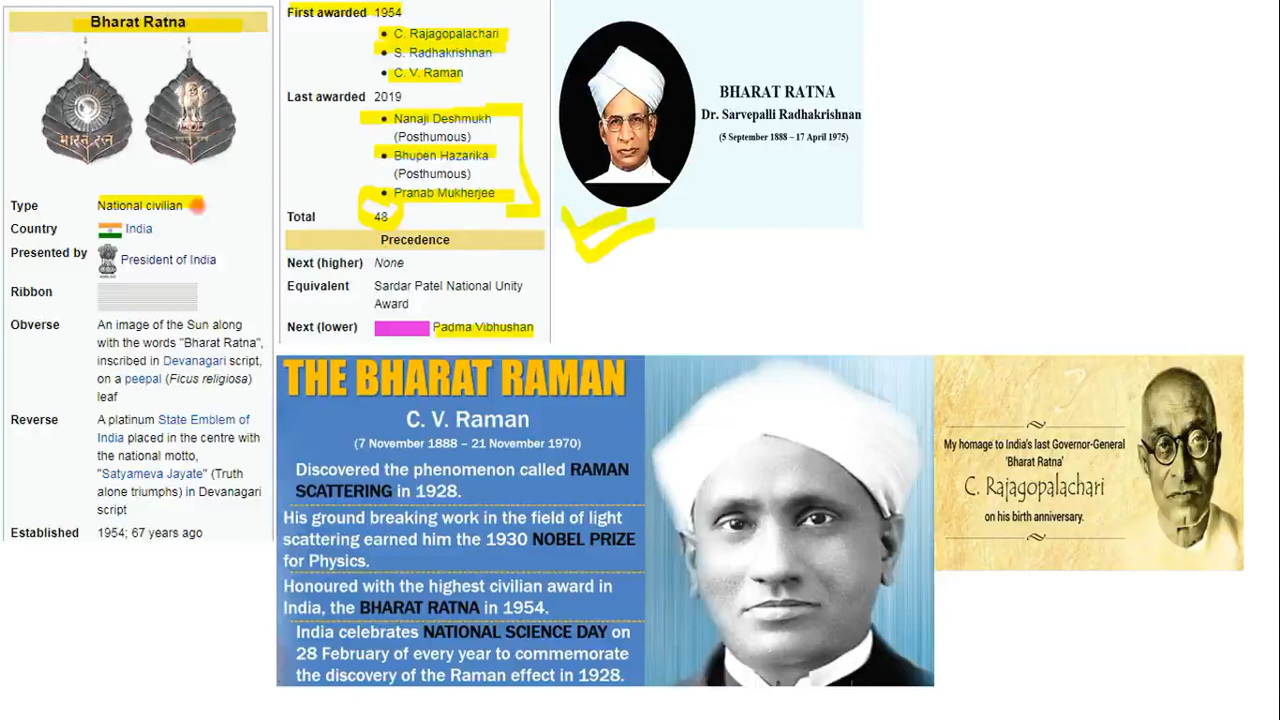 Bharat Ratna
भारत रत्न
Type National civilian
Country India
Presented by President of India
Ribbon
Obverse An image of the Sun along
with the words "Bharat Ratna",
inscribed in Devanagari script,
on a peepal (Ficus religiosa)
leaf
Reverse A platinum State Emblem of
India placed in the centre with
the national motto,
"Satyameva Jayate" (Truth
alone triumphs) in Devanagari
script
Established 1954; 67 years ago
First awarded 1954
• C. Rajagopalachari
• S. Radhakrishnan
• C. V. Raman
Last awarded 2019
• Nanaji Deshmukh
(Posthumous)
• Bhupen Hazarika
(Posthumous)
• Pranab Mukherjee
Total 48
Precedence
Next (higher) None
Equivalent Sardar Patel National Unity
Award
Next (lower) Padma Vibhushan
BHARAT RATNA
Dr. Sarvepalli Radhakrishnan
(5 September 1888 – 17 April 1975)
THE BHARAT RAMAN
C. V. Raman
(7 November 1888 – 21 November 1970)
Discovered the phenomenon called RAMAN
SCATTERING in 1928.
His ground breaking work in the field of light
scattering earned him the 1930 NOBEL PRIZE
for Physics.
Honoured with the highest civilian award in
India, the BHARAT RATNA in 1954.
India celebrates NATIONAL SCIENCE DAY on
28 February of every year to commemorate
the discovery of the Raman effect in 1928.
My homage to India's last Governor-General
'Bharat Ratna'
C. Rajagopalachari
on his birth anniversary.